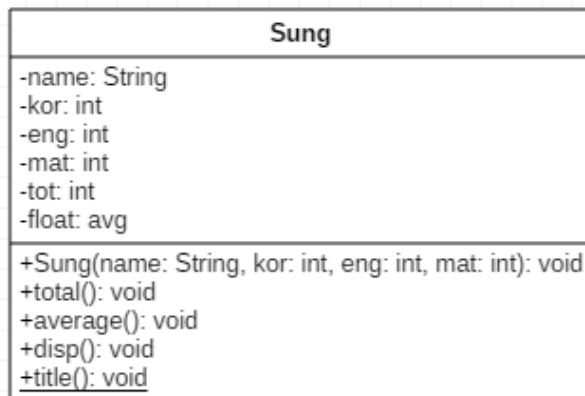 Sung
-name: String
-kor: int
-eng: int
-mat: int
-tot: int
-float: avg
+Sung(name: String, kor: int, eng: int, mat: int): void
+total(): void
+average(): void
+disp(): void
+title(): void